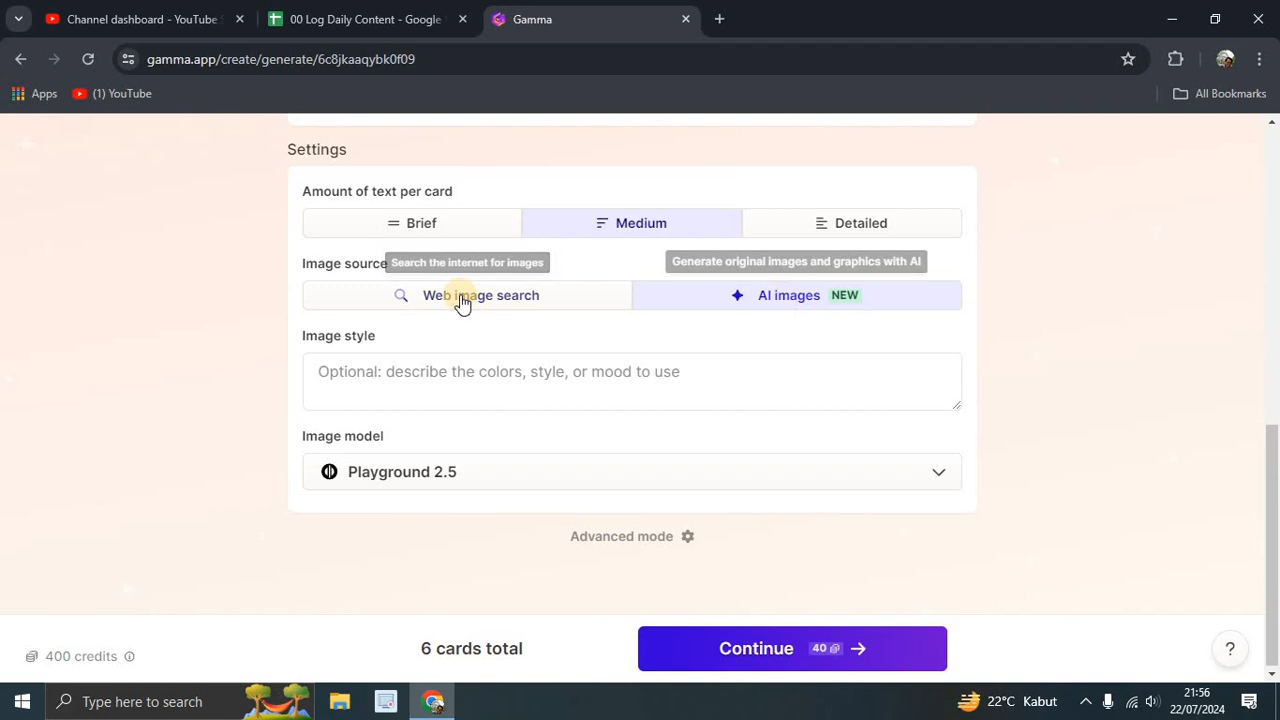 Channel dashboard - YouTube
00 Log Daily Content - Google
Gamma
gamma.app/create/generate/6c8jkaaqybk0f09
Apps
(1) YouTube
All Bookmarks
Settings
Amount of text per card
Brief
Medium
Detailed
Image source
Search the internet for images
Generate original images and graphics with AI
Web image search
AI images NEW
Image style
Optional: describe the colors, style, or mood to use
Image model
Playground 2.5
Advanced mode
400 credits
6 cards total
Continue 40
?
Type here to search
22°C Kabut
21:56
22/07/2024